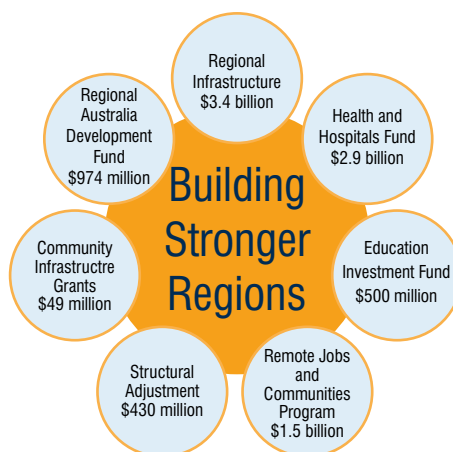 Regional
Infrastructure
$3.4 billion
Health and
Hospitals Fund
$2.9 billion
Education
Investment Fund
$500 million
Remote Jobs
and
Communities
Program
$1.5 billion
Structural
Adjustment
$430 million
Community
Infrastructre
Grants
$49 million
Regional
Australia
Development
Fund
$974 million
Building
Stronger
Regions